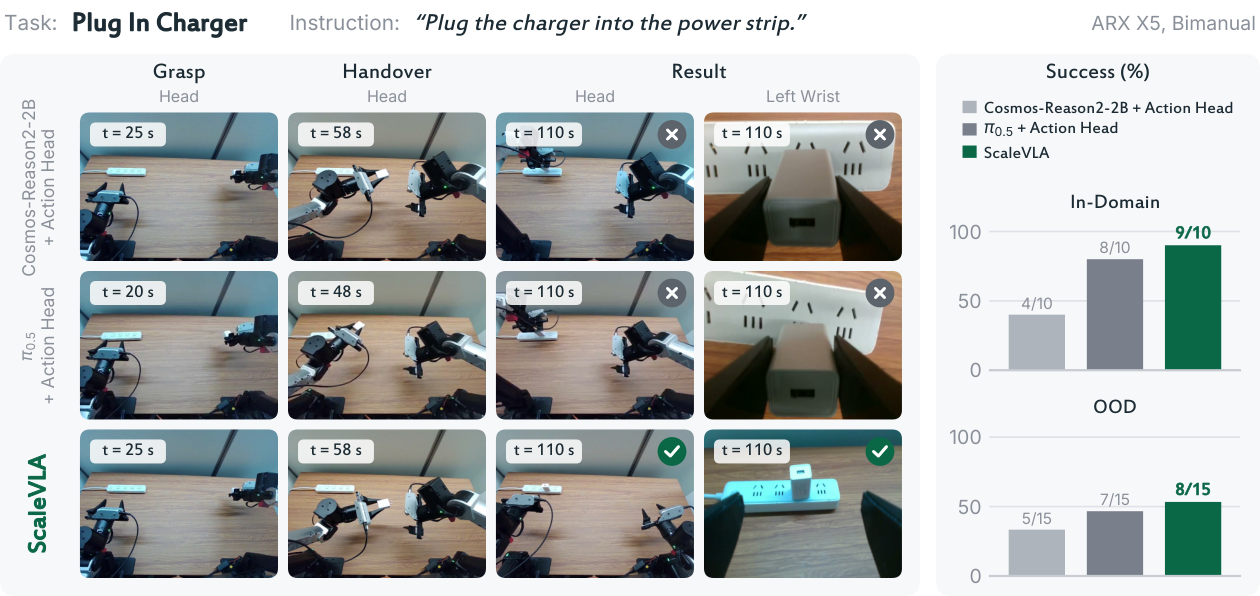 Task: Plug In Charger Instruction: “Plug the charger into the power strip.” ARX X5, Bimanual
Grasp Handover Result
Head Head Head Left Wrist
Cosmos-Reason2-2B
+ Action Head
t = 25 s t = 58 s t = 110 s t = 110 s
π0.5
+ Action Head
t = 20 s t = 48 s t = 110 s t = 110 s
ScaleVLA
t = 25 s t = 58 s t = 110 s t = 110 s
Success (%)
Cosmos-Reason2-2B + Action Head
π0.5 + Action Head
ScaleVLA
In-Domain
100
50
0
4/10 8/10 9/10
OOD
100
50
0
5/15 7/15 8/15